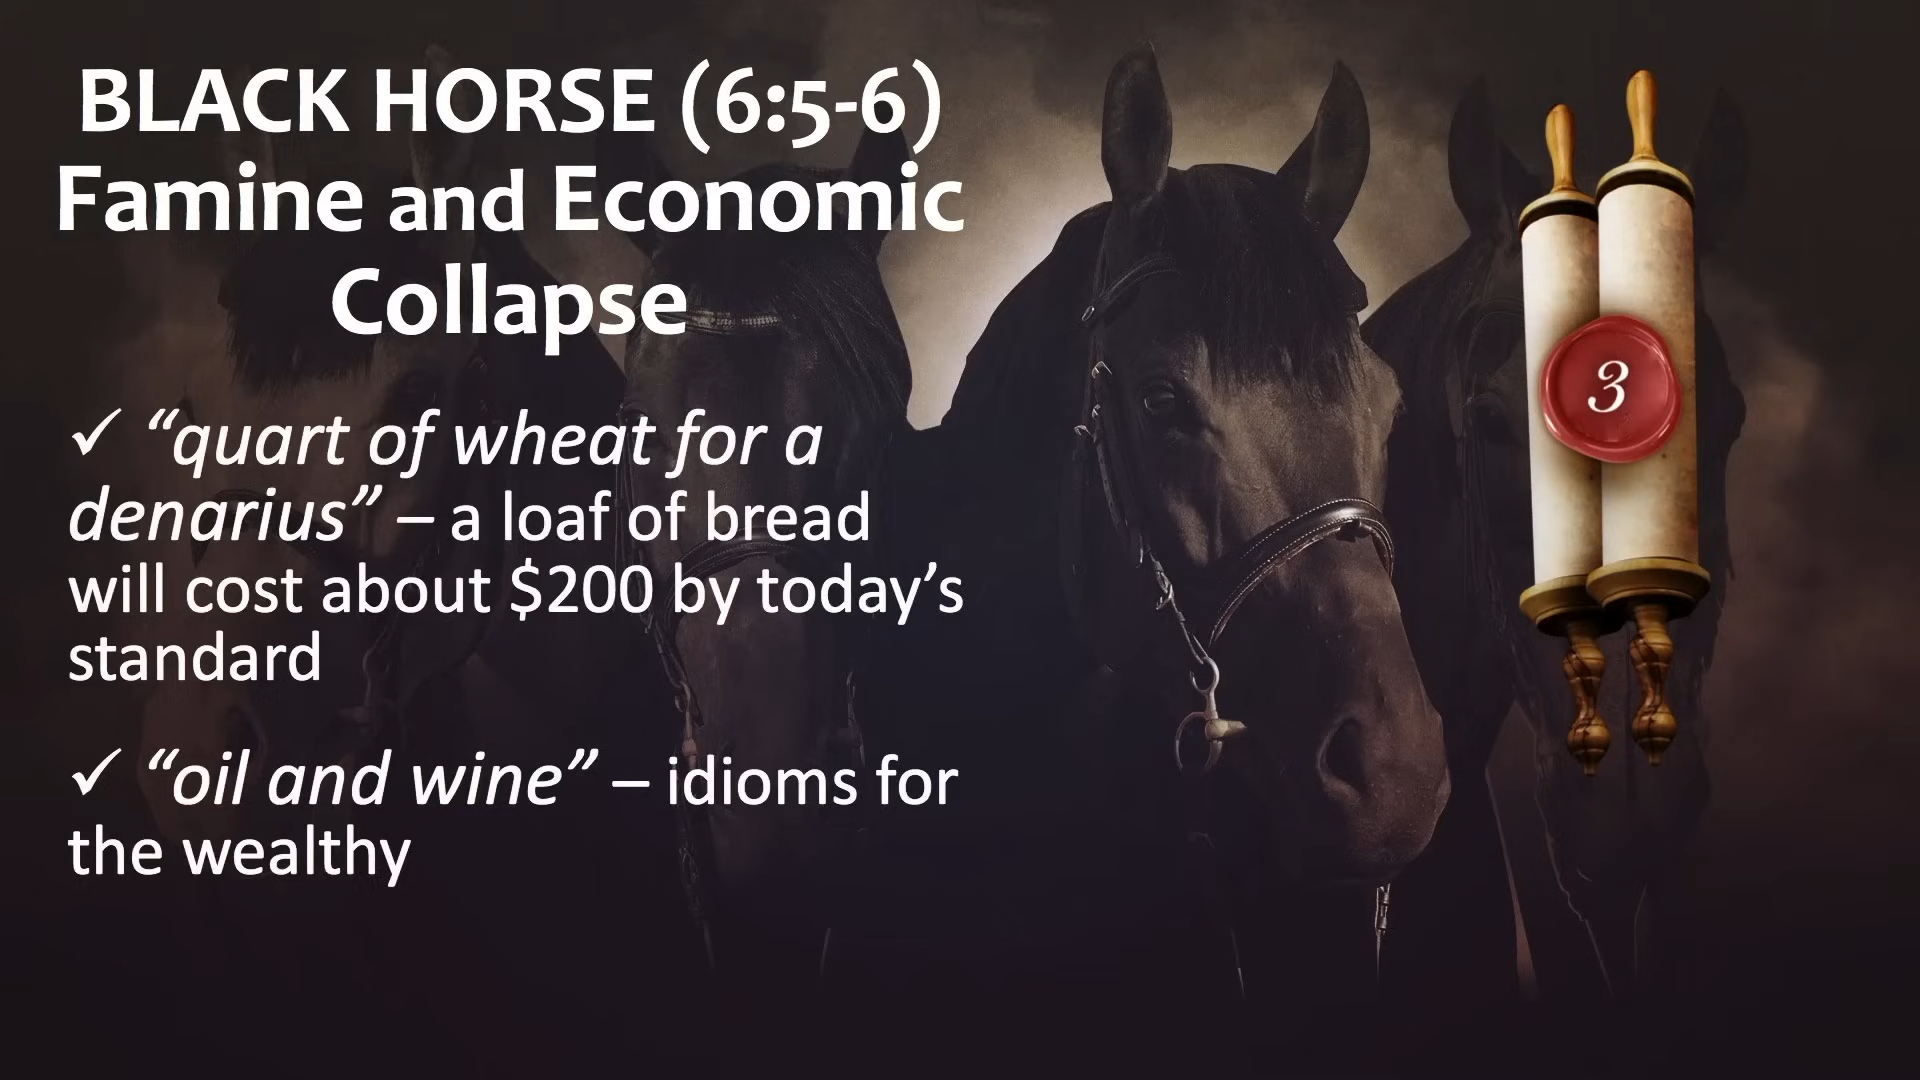 BLACK HORSE (6:5-6)
Famine and Economic
Collapse
✓ “quart of wheat for a
denarius” – a loaf of bread
will cost about $200 by today’s
standard
✓ “oil and wine” – idioms for
the wealthy
3